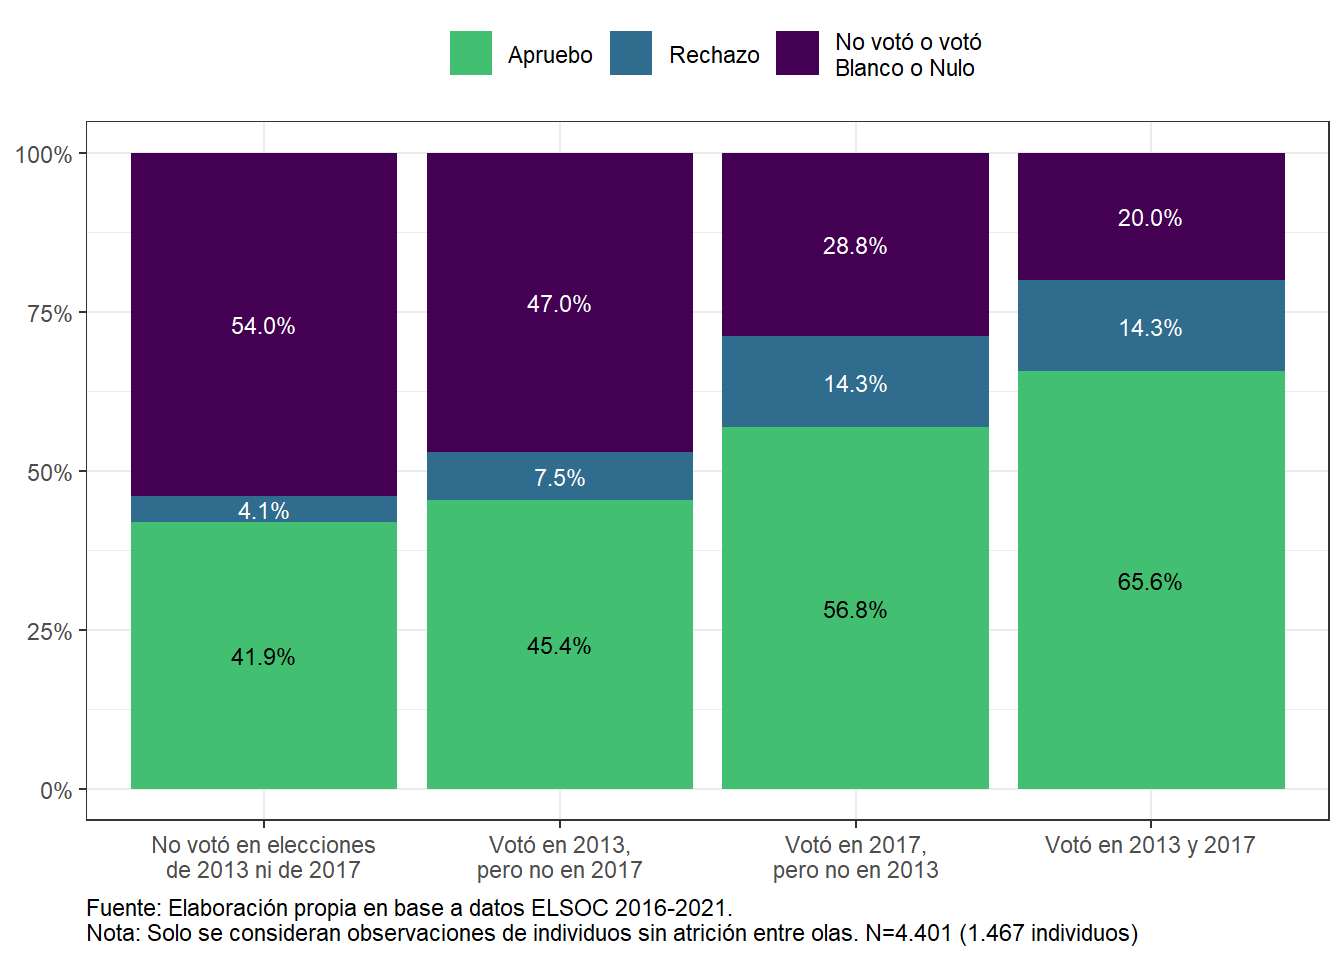 Apruebo
Rechazo
No votó o votó
Blanco o Nulo
100%
75%
50%
25%
0%
54.0%
4.1%
41.9%
47.0%
7.5%
45.4%
28.8%
14.3%
56.8%
20.0%
14.3%
65.6%
No votó en elecciones
de 2013 ni de 2017
Votó en 2013,
pero no en 2017
Votó en 2017,
pero no en 2013
Votó en 2013 y 2017
Fuente: Elaboración propia en base a datos ELSOC 2016-2021.
Nota: Solo se consideran observaciones de individuos sin atrición entre olas. N=4.401 (1.467 individuos)